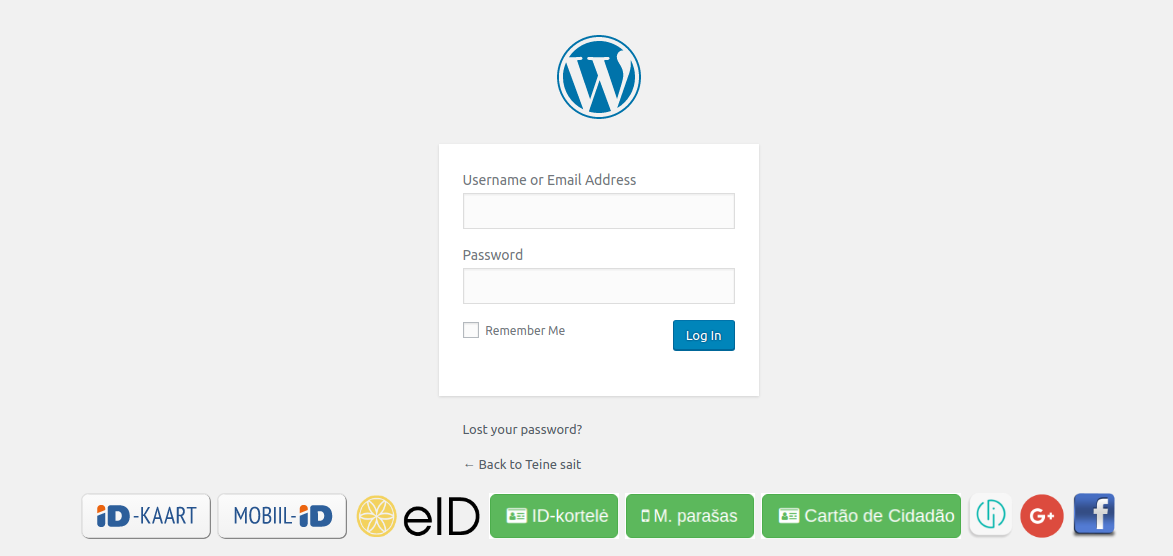 Username or Email Address
Password
Remember Me
Log In
Lost your password?
← Back to Teine sait
iD-KAART
MOBIIL-iD
eID
ID-kortelė
M. parašas
Cartão de Cidadão
G+
f